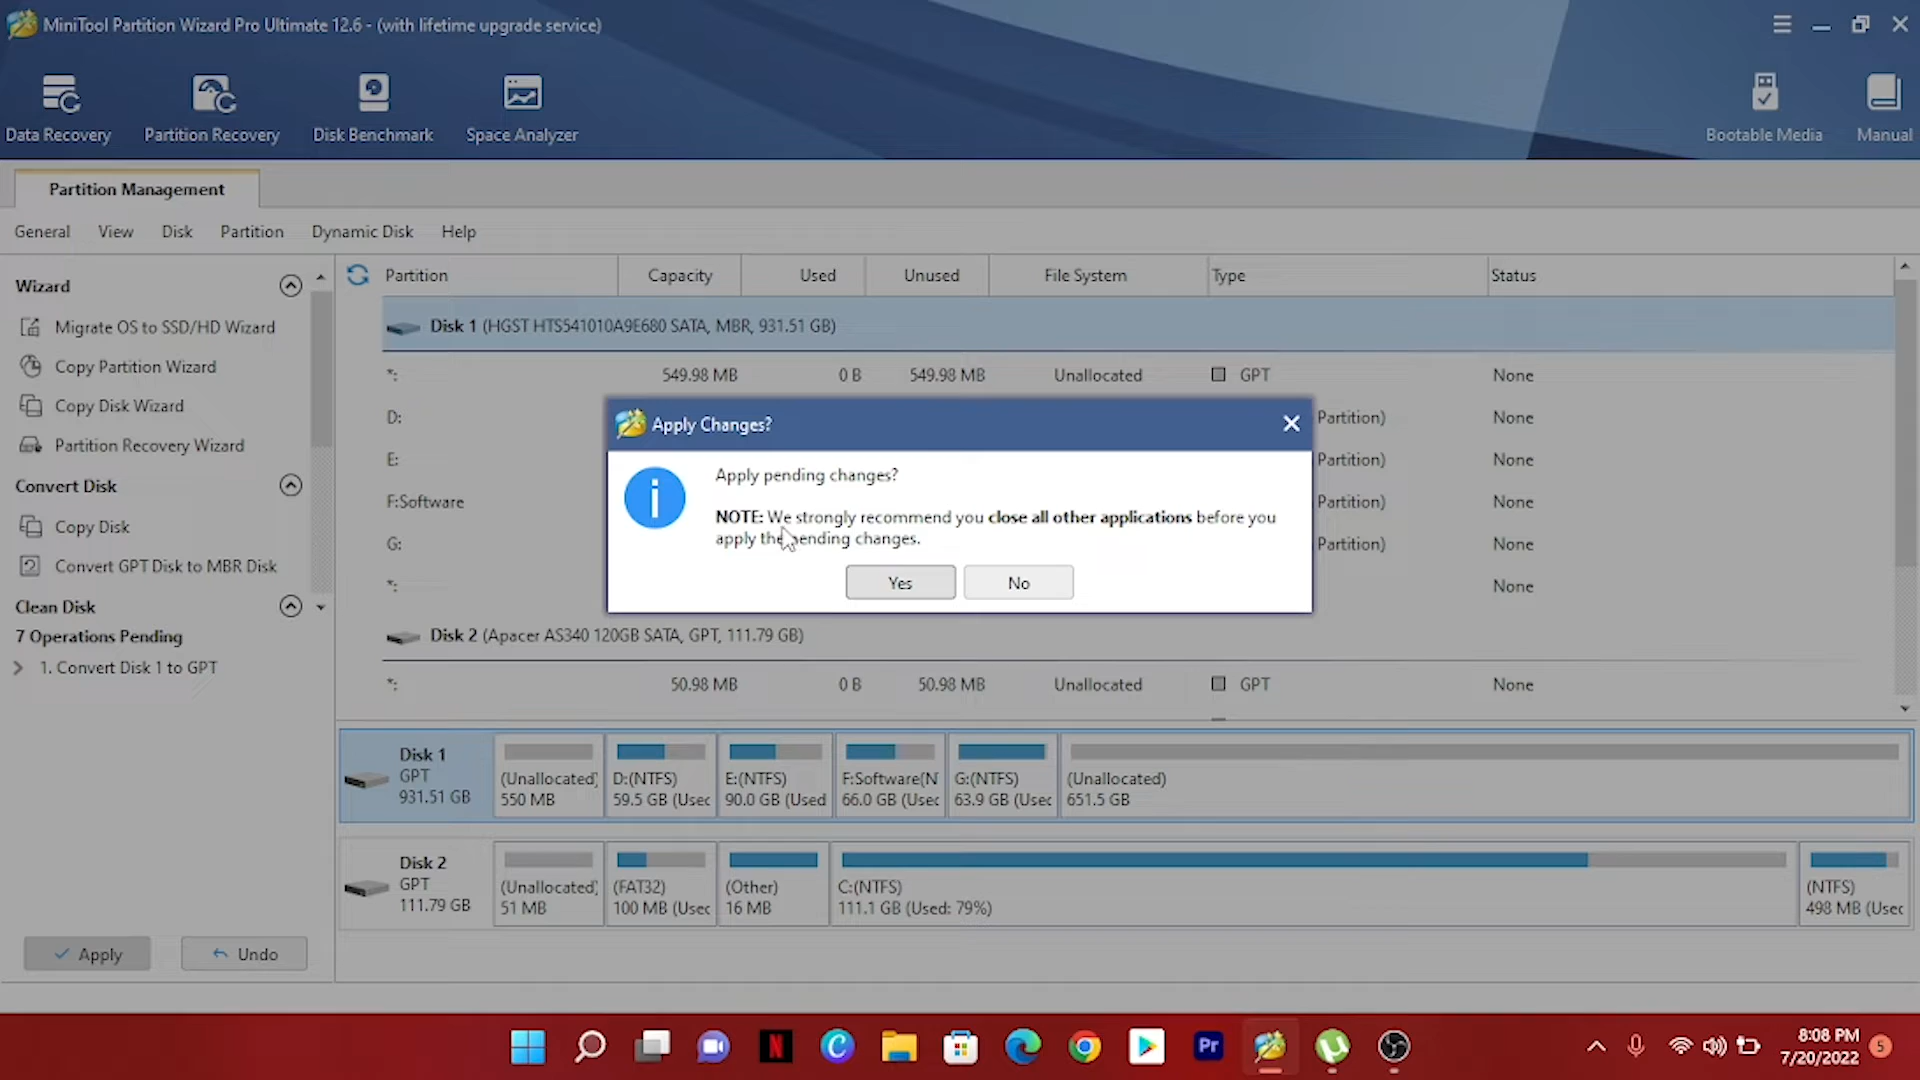 MiniTool Partition Wizard Pro Ultimate 12.6 - (with lifetime upgrade service)
Data Recovery
Partition Recovery
Disk Benchmark
Space Analyzer
Bootable Media
Manual
Partition Management
General View Disk Partition Dynamic Disk Help
Wizard
Migrate OS to SSD/HD Wizard
Copy Partition Wizard
Copy Disk Wizard
Partition Recovery Wizard
Convert Disk
Copy Disk
Convert GPT Disk to MBR Disk
Clean Disk
7 Operations Pending
1. Convert Disk 1 to GPT
Apply
Undo
Partition Capacity Used Unused File System Type Status
Disk 1 (HGST HTS541010A9E680 SATA, MBR, 931.51 GB)
*: 549.98 MB 0 B 549.98 MB Unallocated GPT None
D: Partition) None
E: Partition) None
F:Software Partition) None
G: Partition) None
*: None
Disk 2 (Apacer AS340 120GB SATA, GPT, 111.79 GB)
*: 50.98 MB 0 B 50.98 MB Unallocated GPT None
Apply Changes?
Apply pending changes?
NOTE: We strongly recommend you close all other applications before you
apply the pending changes.
Yes
No
Disk 1
GPT
931.51 GB
(Unallocated)
550 MB
D:(NTFS)
59.5 GB (Usec
E:(NTFS)
90.0 GB (Used
F:Software(N
66.0 GB (Usec
G:(NTFS)
63.9 GB (Usec
(Unallocated)
651.5 GB
Disk 2
GPT
111.79 GB
(Unallocated)
51 MB
(FAT32)
100 MB (Usec
(Other)
16 MB
C:(NTFS)
111.1 GB (Used: 79%)
(NTFS)
498 MB (Usec
N
C
Pr
8:08 PM
7/20/2022
5